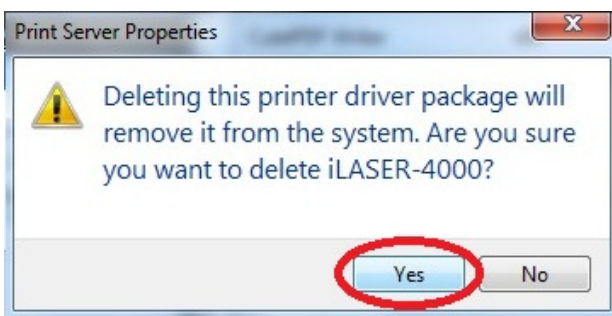 Print Server Properties
Deleting this printer driver package will
remove it from the system. Are you sure
you want to delete iLASER-4000?
Yes
No